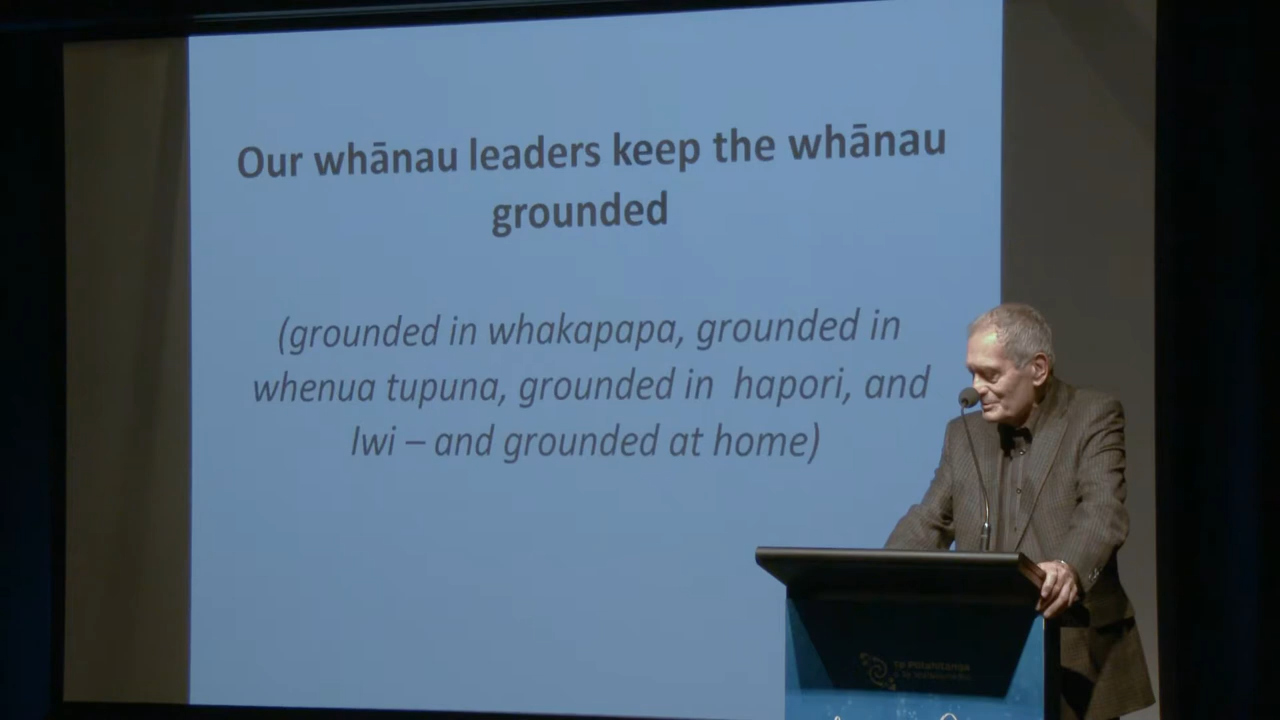 Our whānau leaders keep the whānau
grounded
(grounded in whakapapa, grounded in
whenua tupuna, grounded in hapori, and
Iwi – and grounded at home)